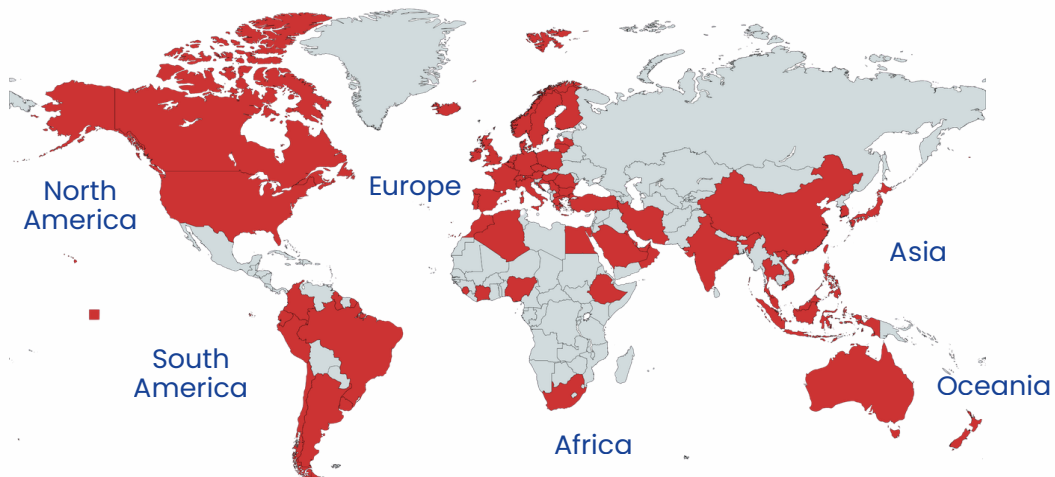 North
America
Europe
Asia
South
America
Oceania
Africa